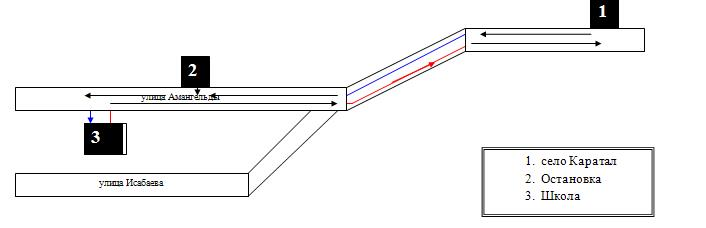 1
2
улица Амангельды
3
улица Исабаева
1. село Каратал
2. Остановка
3. Школа